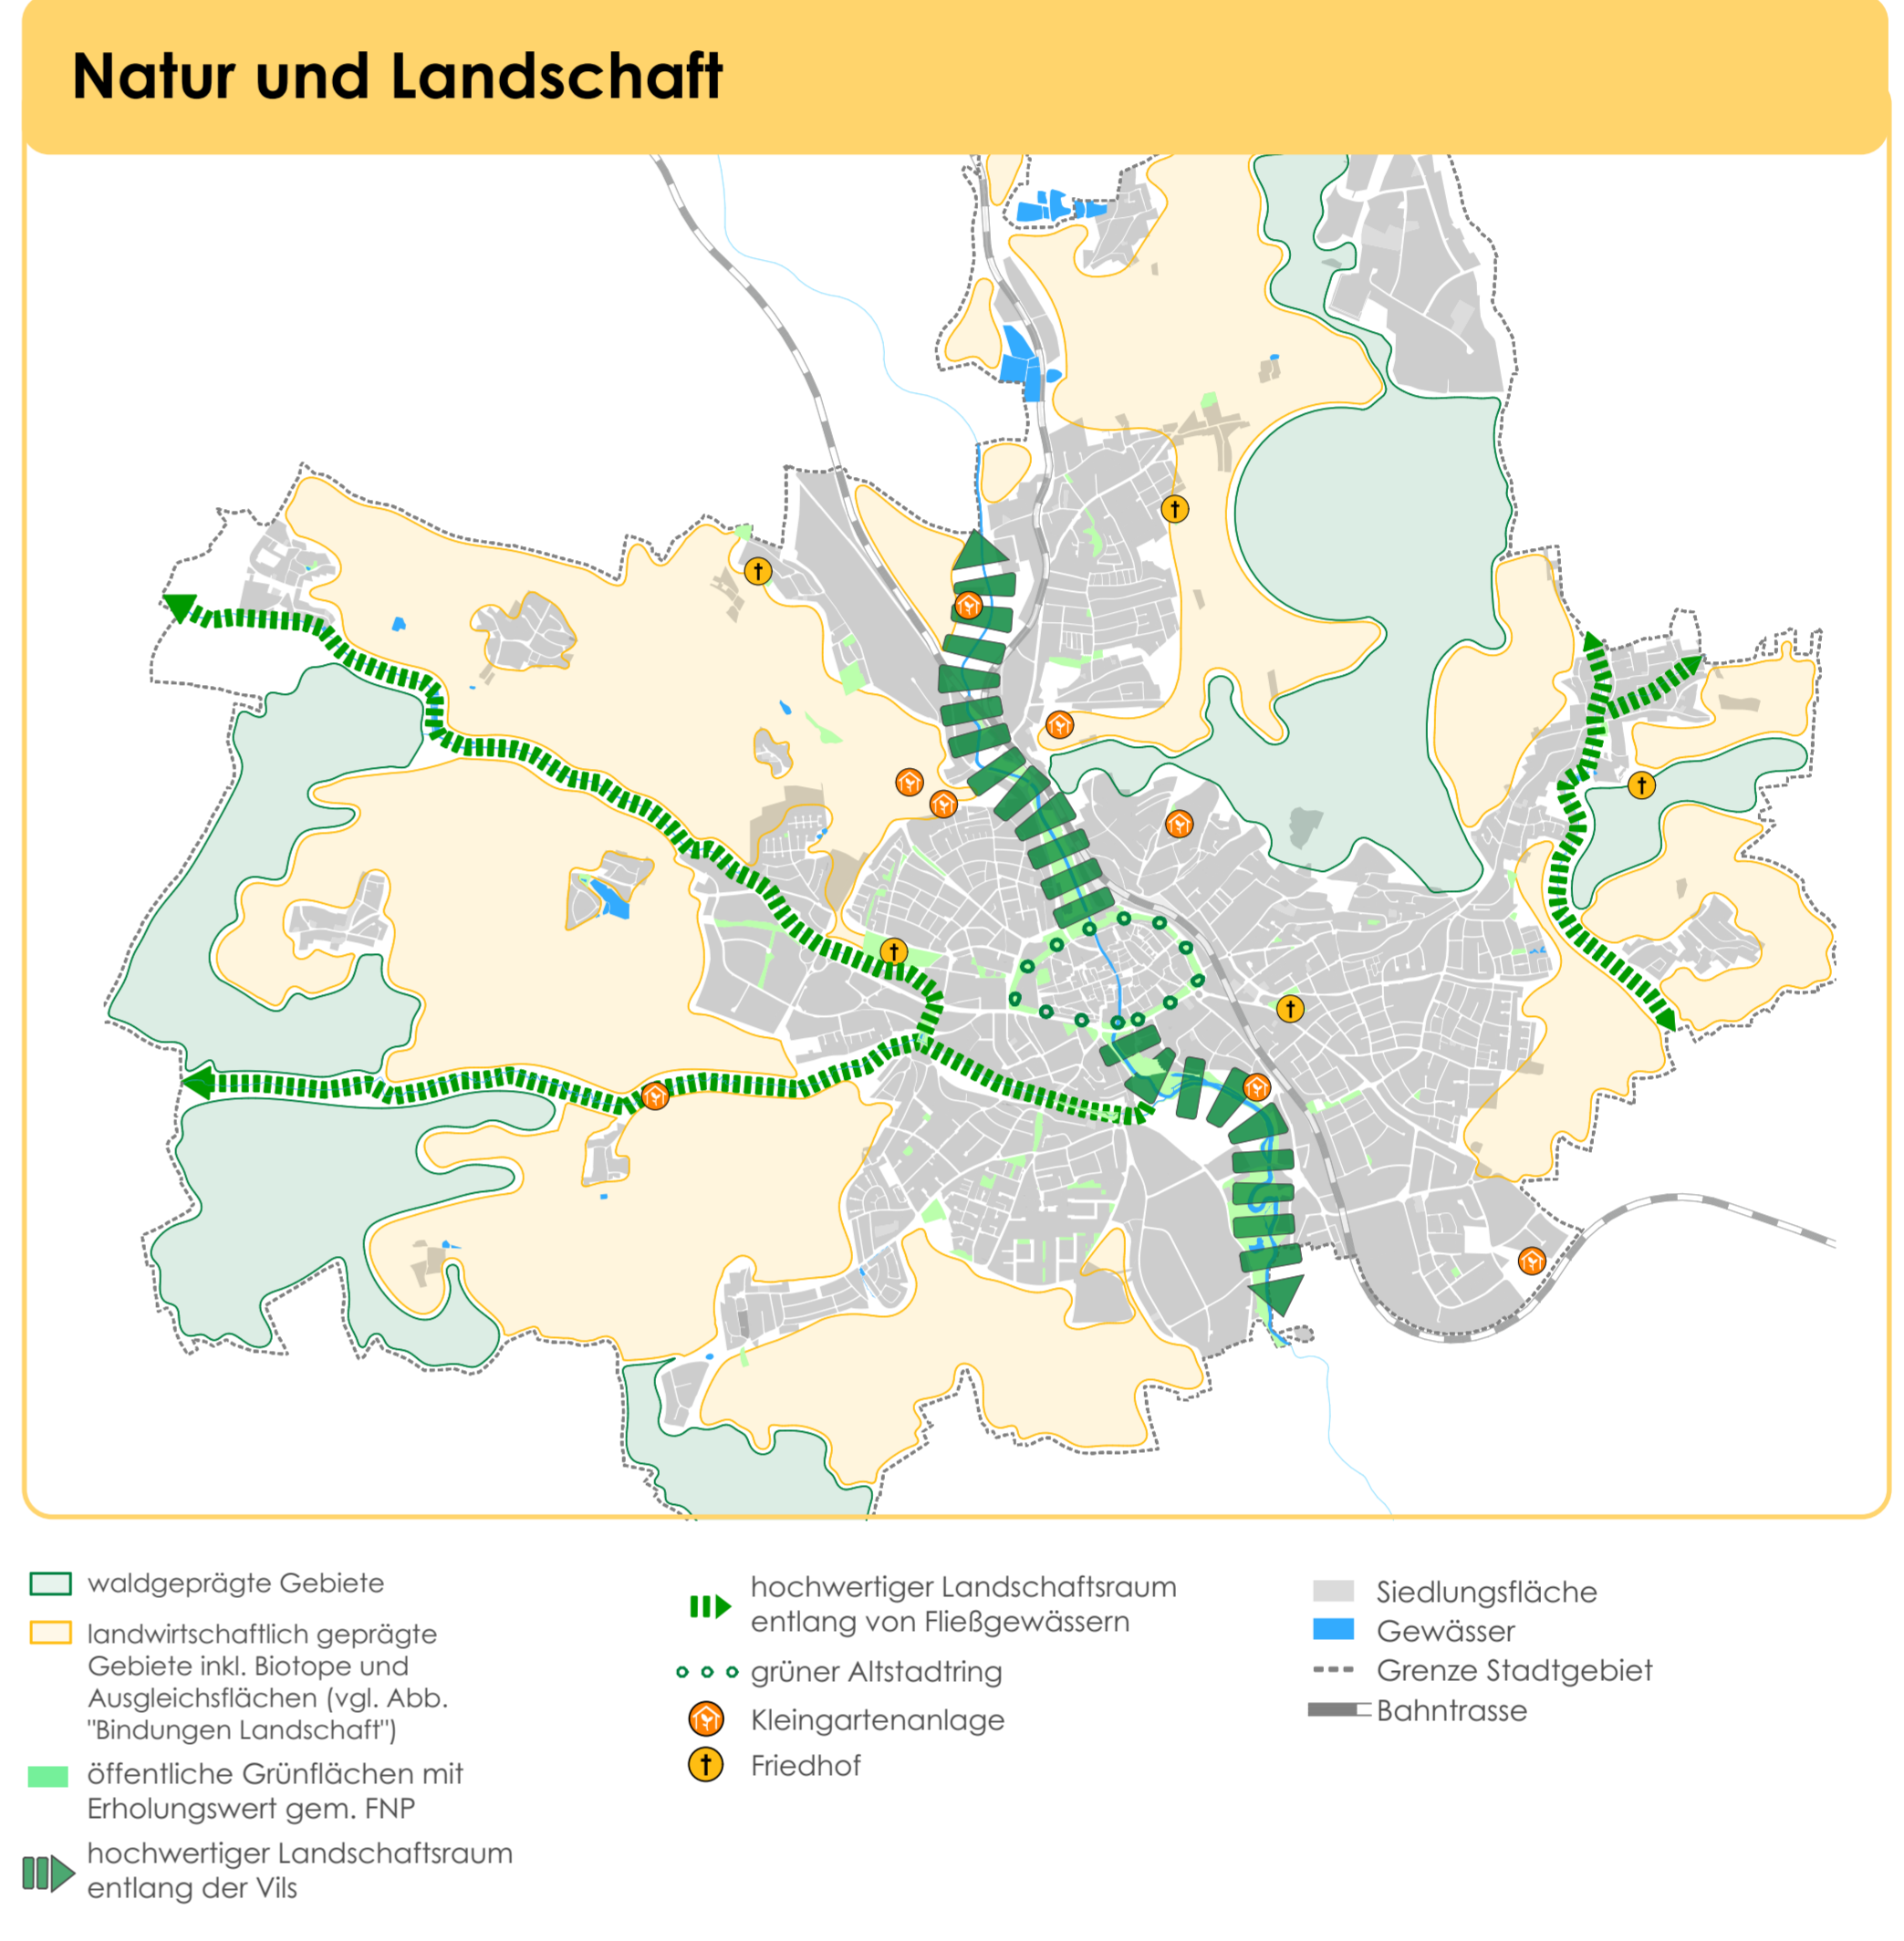 Natur und Landschaft
waldgeprägte Gebiete
landwirtschaftlich geprägte
Gebiete inkl. Biotope und
Ausgleichsflächen (vgl. Abb.
"Bindungen Landschaft")
öffentliche Grünflächen mit
Erholungswert gem. FNP
hochwertiger Landschaftsraum
entlang der Vils
hochwertiger Landschaftsraum
entlang von Fließgewässern
grüner Altstadtring
Kleingartenanlage
Friedhof
Siedlungsfläche
Gewässer
Grenze Stadtgebiet
Bahntrasse